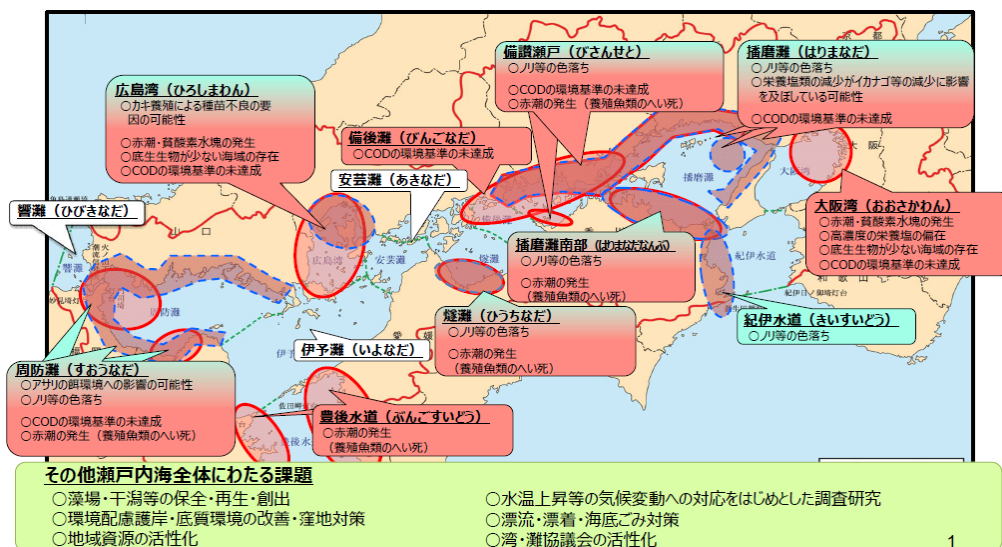 備讃瀬戸（びさんせと）
○ノリ等の色落ち
○CODの環境基準の未達成
○赤潮の発生（養殖魚類のへい死）
播磨灘（はりまなだ）
○ノリ等の色落ち
○栄養塩類の減少がイカナゴ等の減少に影響
を及ぼしている可能性
○CODの環境基準の未達成
広島湾（ひろしまわん）
○カキ養殖による種苗不良の要
因の可能性
○赤潮・貧酸素水塊の発生
○底生生物が少ない海域の存在
○CODの環境基準の未達成
備後灘（びんごなだ）
○CODの環境基準の未達成
安芸灘（あきなだ）
響灘（ひびきなだ）
大阪湾（おおさかわん）
○赤潮・貧酸素水塊の発生
○高濃度の栄養塩の偏在
○底生生物が少ない海域の存在
○CODの環境基準の未達成
播磨灘南部（はりまなだなんぶ）
○ノリ等の色落ち
○赤潮の発生
（養殖魚類のへい死）
紀伊水道（きいすいどう）
○ノリ等の色落ち
燧灘（ひうちなだ）
○ノリ等の色落ち
○赤潮の発生
（養殖魚類のへい死）
伊予灘（いよなだ）
周防灘（すおうなだ）
○アサリの餌環境への影響の可能性
○ノリ等の色落ち
○CODの環境基準の未達成
○赤潮の発生（養殖魚類のへい死）
豊後水道（ぶんごすいどう）
○赤潮の発生
（養殖魚類のへい死）
京都
大阪
大阪湾
播磨灘
備後灘
山口
広島湾
安芸灘
燧灘
紀伊水道
和歌山
響灘
周防灘
愛媛
その他瀬戸内海全体にわたる課題
○藻場・干潟等の保全・再生・創出
○環境配慮護岸・底質環境の改善・窪地対策
○地域資源の活性化
○水温上昇等の気候変動への対応をはじめとした調査研究
○漂流・漂着・海底ごみ対策
○湾・灘協議会の活性化
1